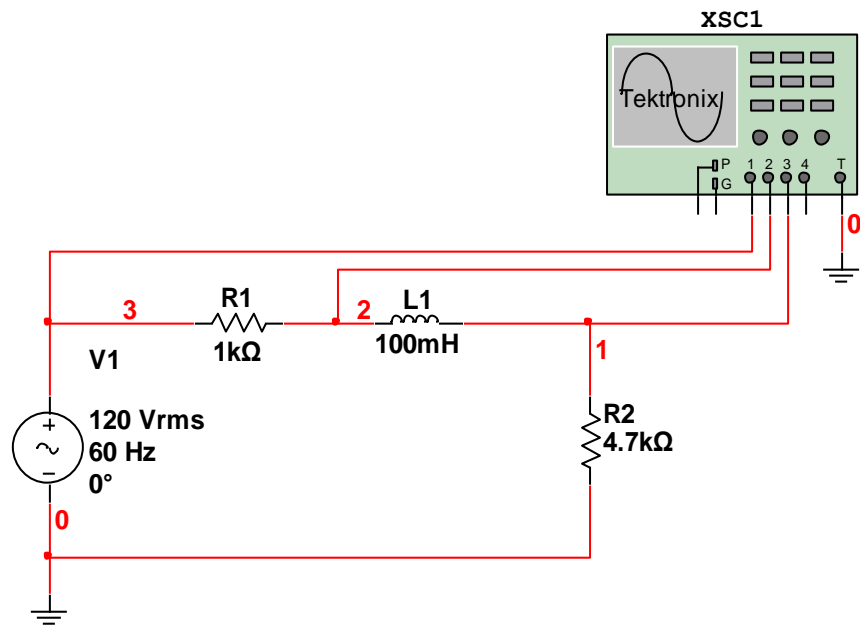 XSC1
Tektronix
P
G
1 2 3 4 T
0
3
R1
1kΩ
2
L1
100mH
1
V1
120 Vrms
60 Hz
0°
R2
4.7kΩ
0